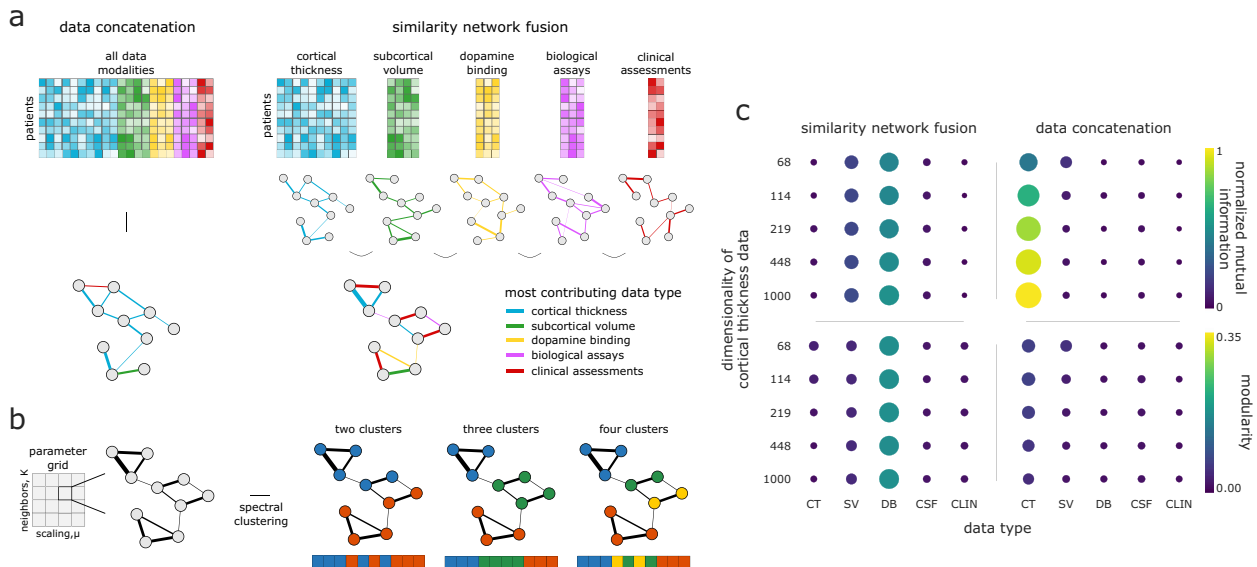 a
data concatenation
similarity network fusion
all data
modalities
cortical
thickness
subcortical
volume
dopamine
binding
biological
assays
clinical
assessments
patients
patients
most contributing data type
cortical thickness
subcortical volume
dopamine binding
biological assays
clinical assessments
b
parameter
grid
neighbors, K
scaling,μ
spectral
clustering
two clusters
three clusters
four clusters
c
similarity network fusion
data concatenation
dimensionality of
cortical thickness data
68
114
219
448
1000
68
114
219
448
1000
CT
SV
DB
CSF
CLIN
CT
SV
DB
CSF
CLIN
data type
1
normalized mutual
information
0
0.35
modularity
0.00